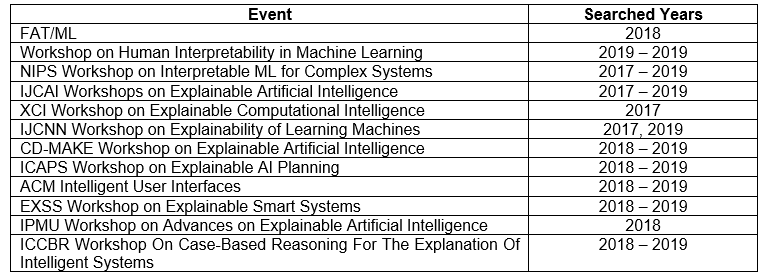 Event Searched Years
FAT/ML 2018
Workshop on Human Interpretability in Machine Learning 2019 – 2019
NIPS Workshop on Interpretable ML for Complex Systems 2017 – 2019
IJCAI Workshops on Explainable Artificial Intelligence 2017 – 2019
XCI Workshop on Explainable Computational Intelligence 2017
IJCNN Workshop on Explainability of Learning Machines 2017, 2019
CD-MAKE Workshop on Explainable Artificial Intelligence 2018 – 2019
ICAPS Workshop on Explainable AI Planning 2018 – 2019
ACM Intelligent User Interfaces 2018 – 2019
EXSS Workshop on Explainable Smart Systems 2018 – 2019
IPMU Workshop on Advances on Explainable Artificial Intelligence 2018
ICCBR Workshop On Case-Based Reasoning For The Explanation Of 2018 – 2019
Intelligent Systems